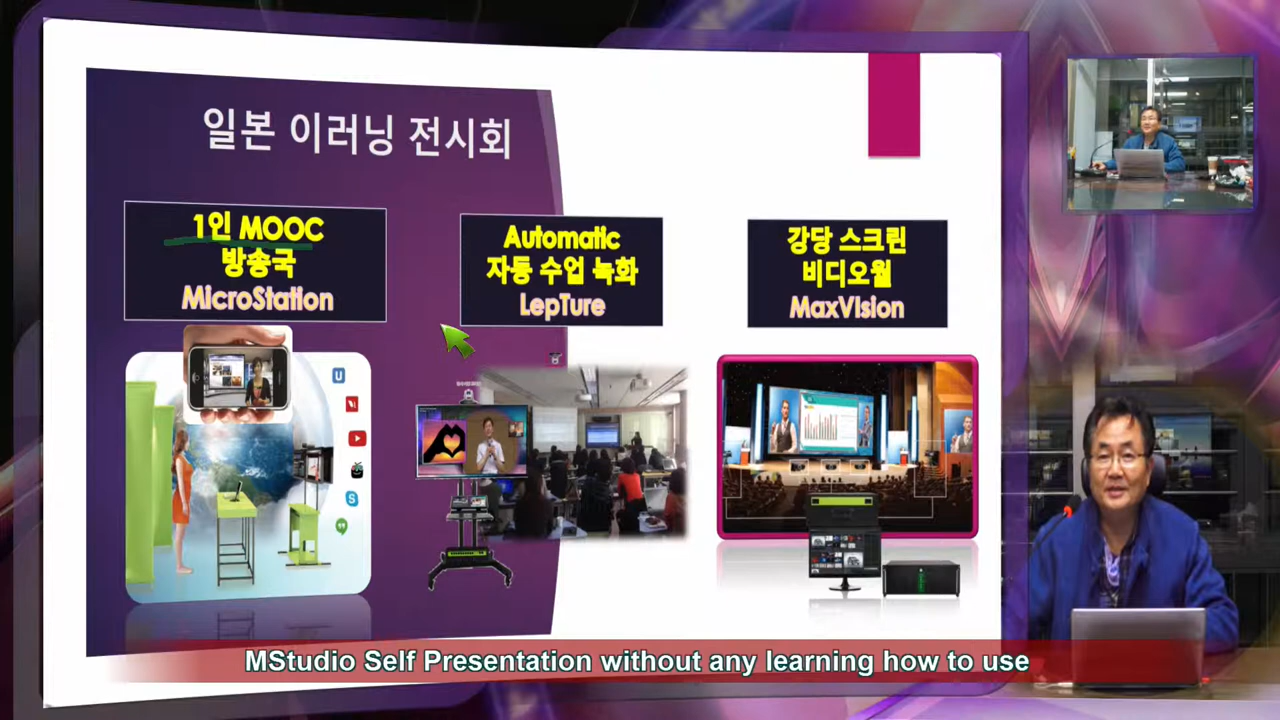 일본 이러닝 전시회
1인 MOOC
방송국
MicroStation
Automatic
자동 수업 녹화
LepTure
강당 스크린
비디오월
MaxVision
U
S
MStudio Self Presentation without any learning how to use